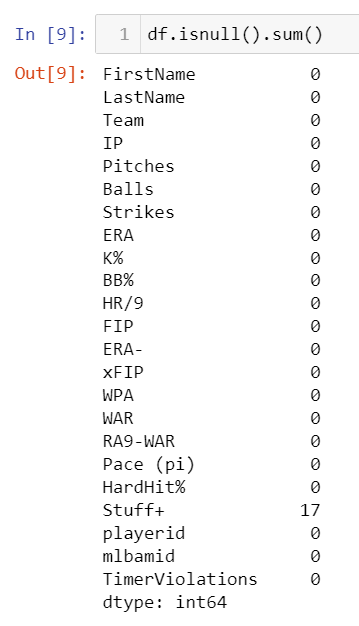 In [9]: 1 df.isnull().sum()
Out[9]: FirstName 0
LastName 0
Team 0
IP 0
Pitches 0
Balls 0
Strikes 0
ERA 0
K% 0
BB% 0
HR/9 0
FIP 0
ERA- 0
xFIP 0
WPA 0
WAR 0
RA9-WAR 0
Pace (pi) 0
HardHit% 0
Stuff+ 17
playerid 0
mlbamid 0
TimerViolations 0
dtype: int64